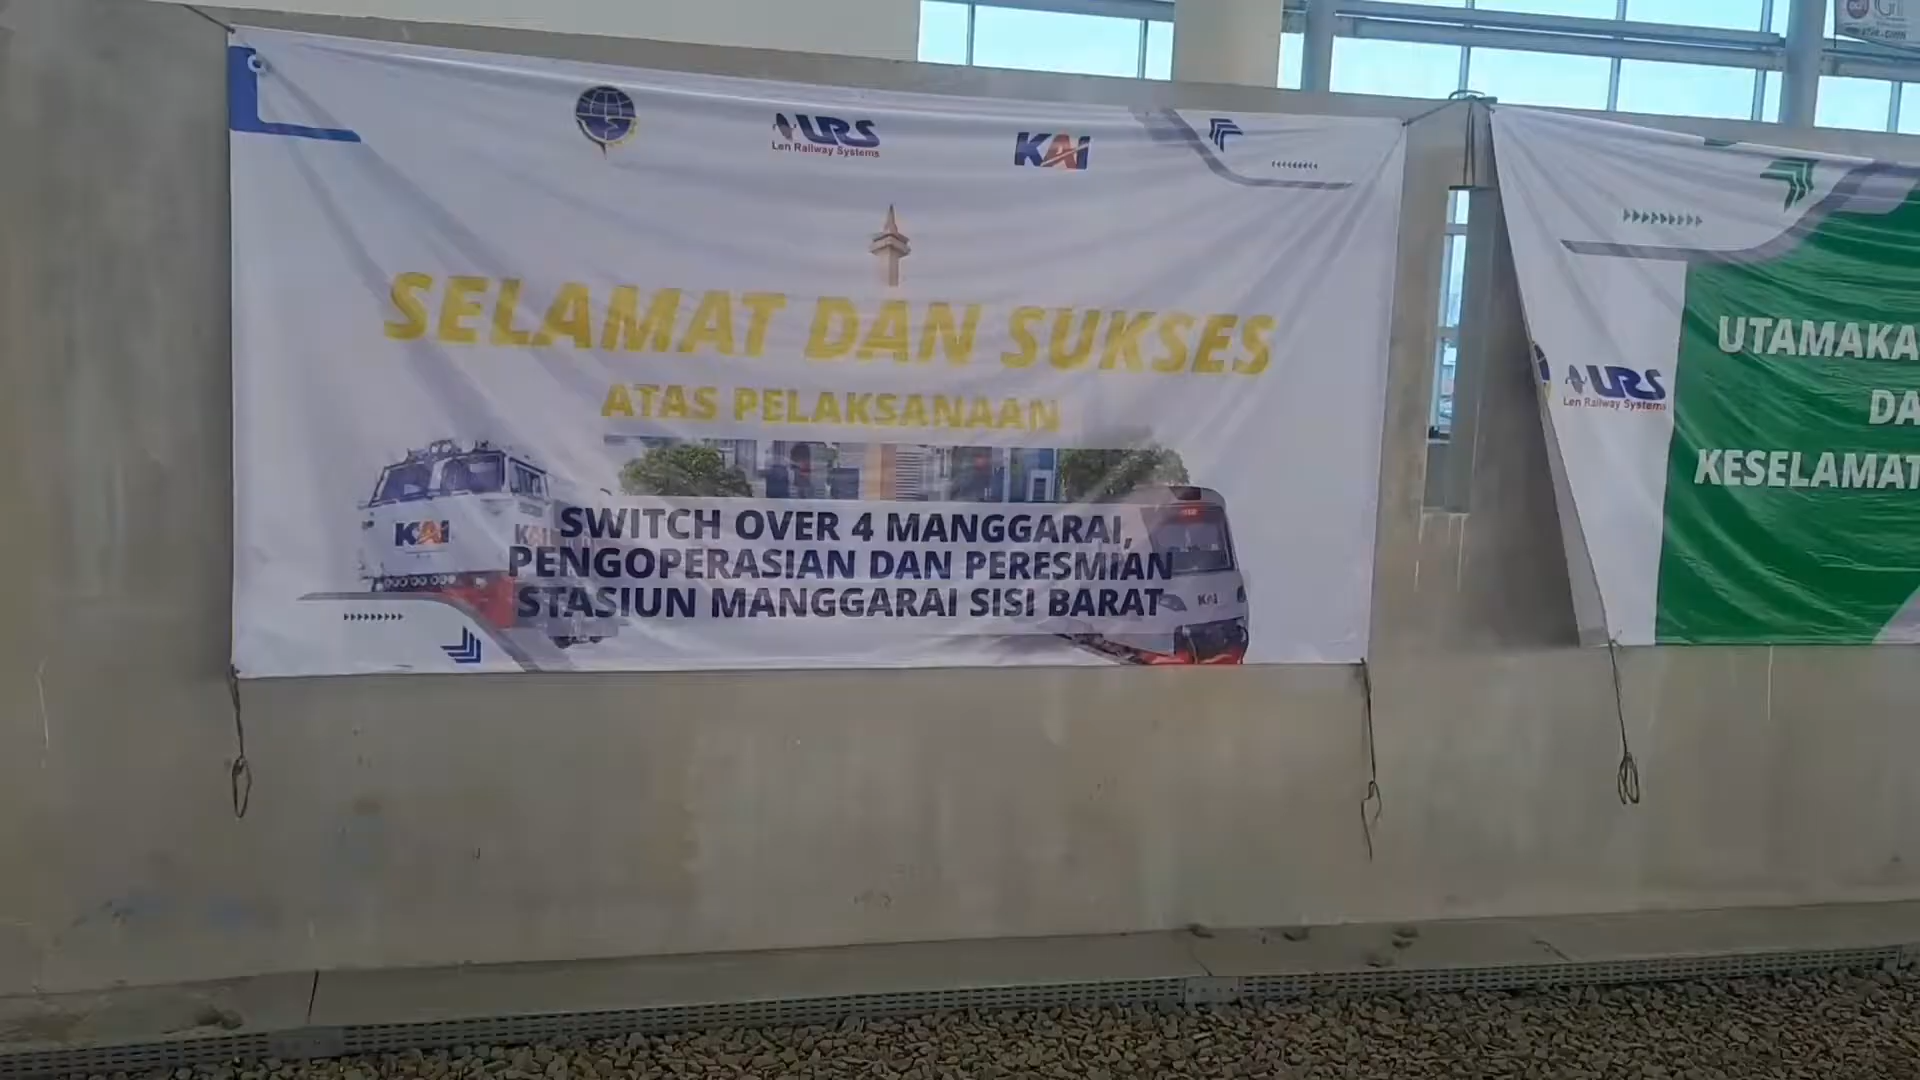 LRS
Len Railway Systems
KAI
SELAMAT DAN SUKSES
ATAS PELAKSANAAN
KAI
SWITCH OVER 4 MANGGARAI,
PENGOPERASIAN DAN PERESMIAN
STASIUN MANGGARAI SISI BARAT
KAI
LRS
Len Railway Systems
UTAMAKA
DA
KESELAMAT